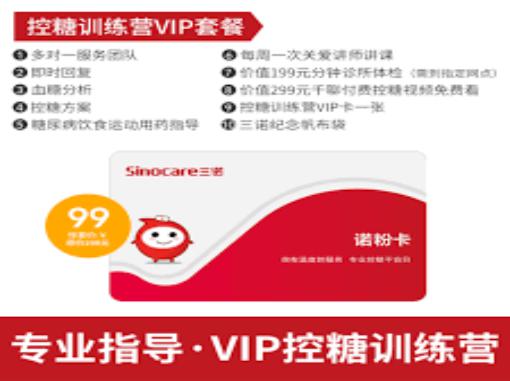 控糖训练营VIP套餐
❶ 多对一服务团队
❷ 即时回复
❸ 血糖分析
❹ 控糖方案
❺ 糖尿病饮食运动用药指导
❻ 每周一次关爱讲师讲课
❼ 价值199元分钟诊所体检（需到指定网点）
❽ 价值299元千聊付费控糖视频免费看
❾ 控糖训练营VIP卡一张
❿ 三诺纪念帆布袋
Sinocare三诺
99
诺粉卡
专业指导·VIP控糖训练营